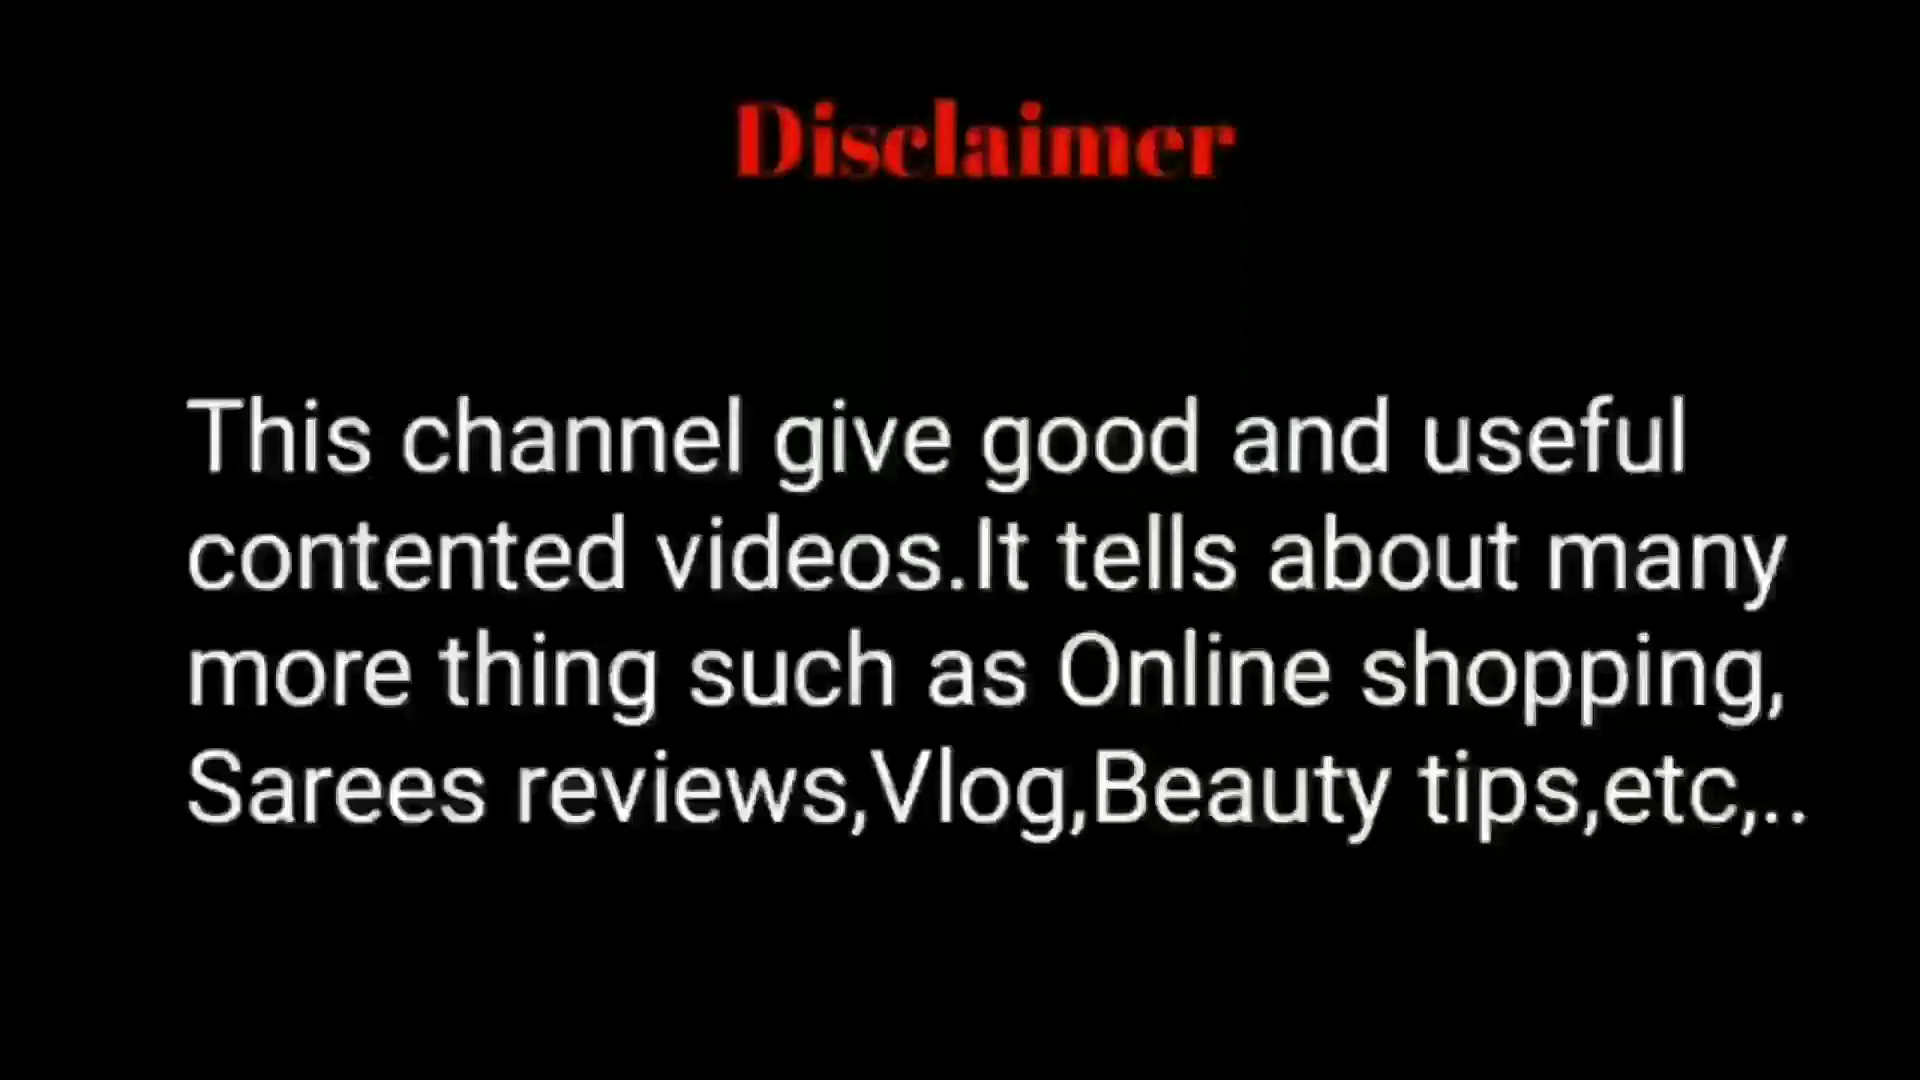 Disclaimer
This channel give good and useful
contented videos.It tells about many
more thing such as Online shopping,
Sarees reviews,Vlog,Beauty tips,etc,..